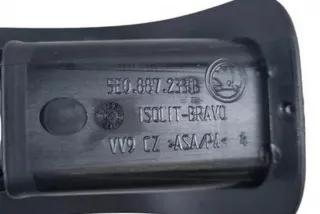 5E0.887.233B
ISOLIT-BRAVO
VV9 CZ >ASA/PA<